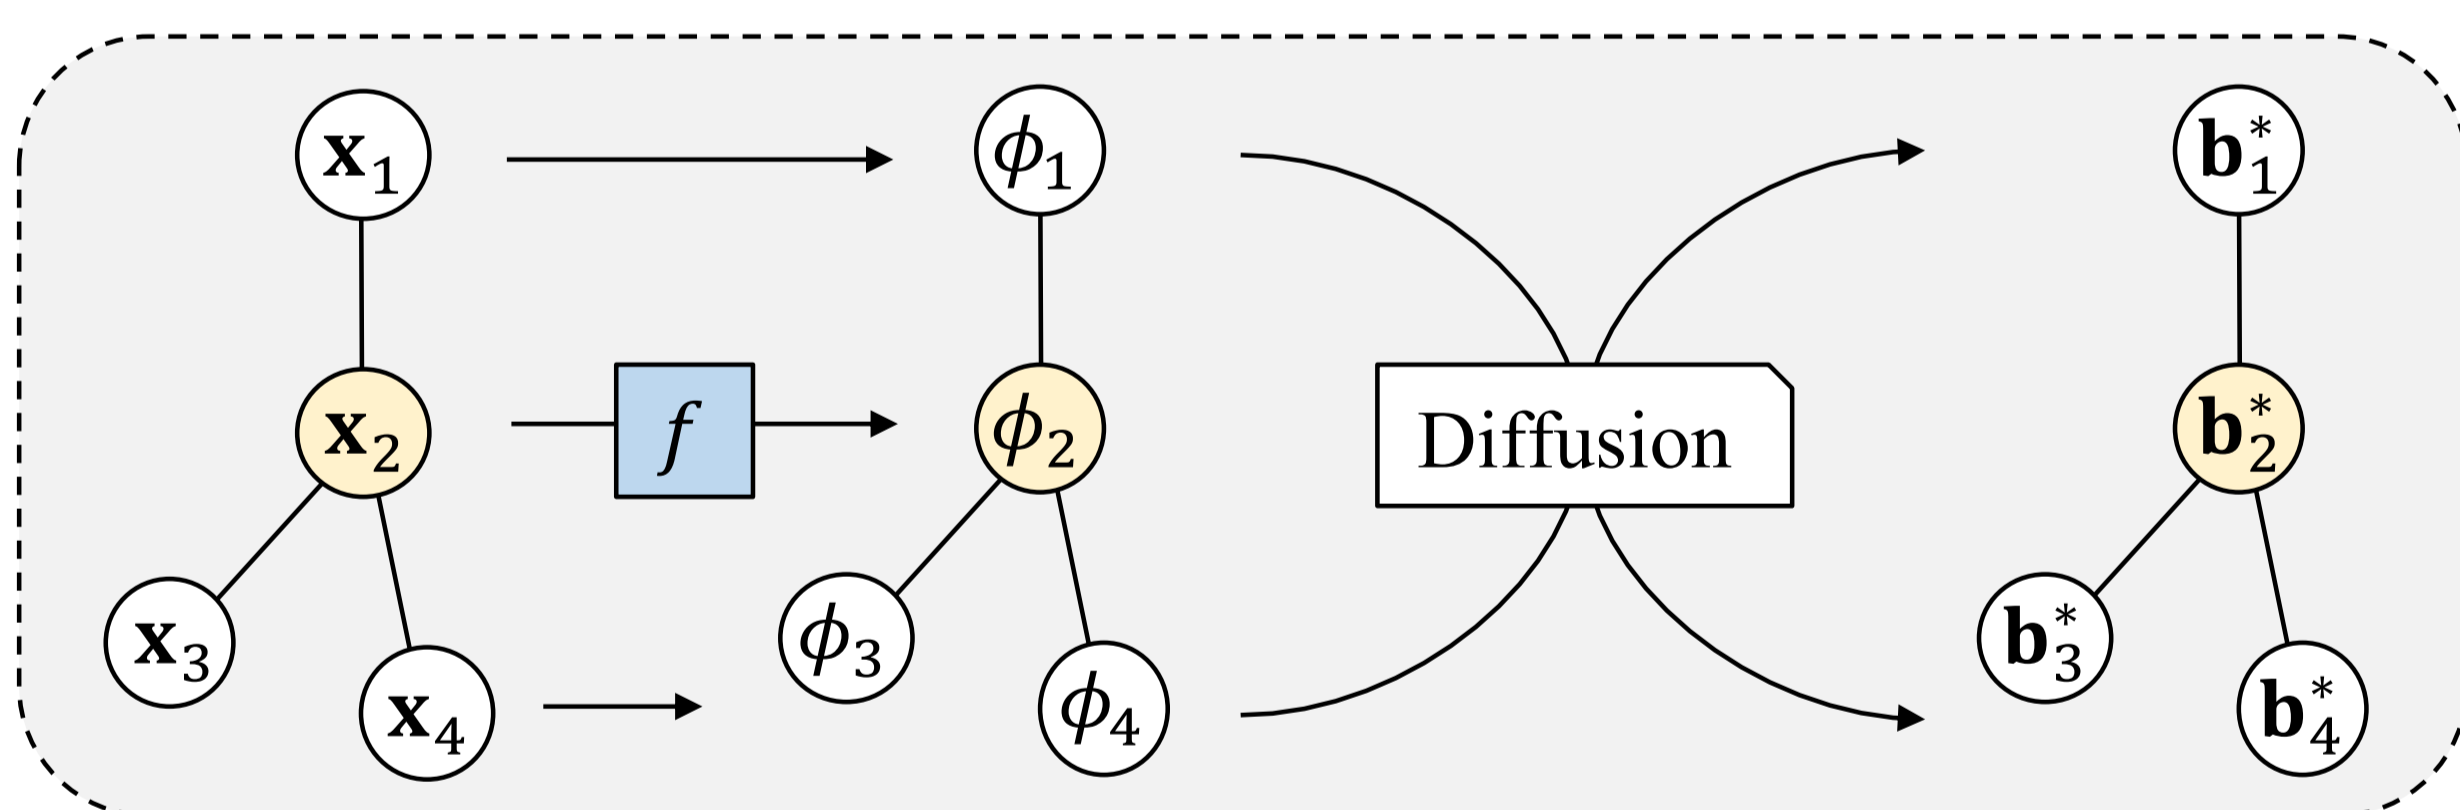 x₁
ϕ₁
b₁*
x₂
f
ϕ₂
Diffusion
b₂*
x₃
ϕ₃
b₃*
x₄
ϕ₄
b₄*